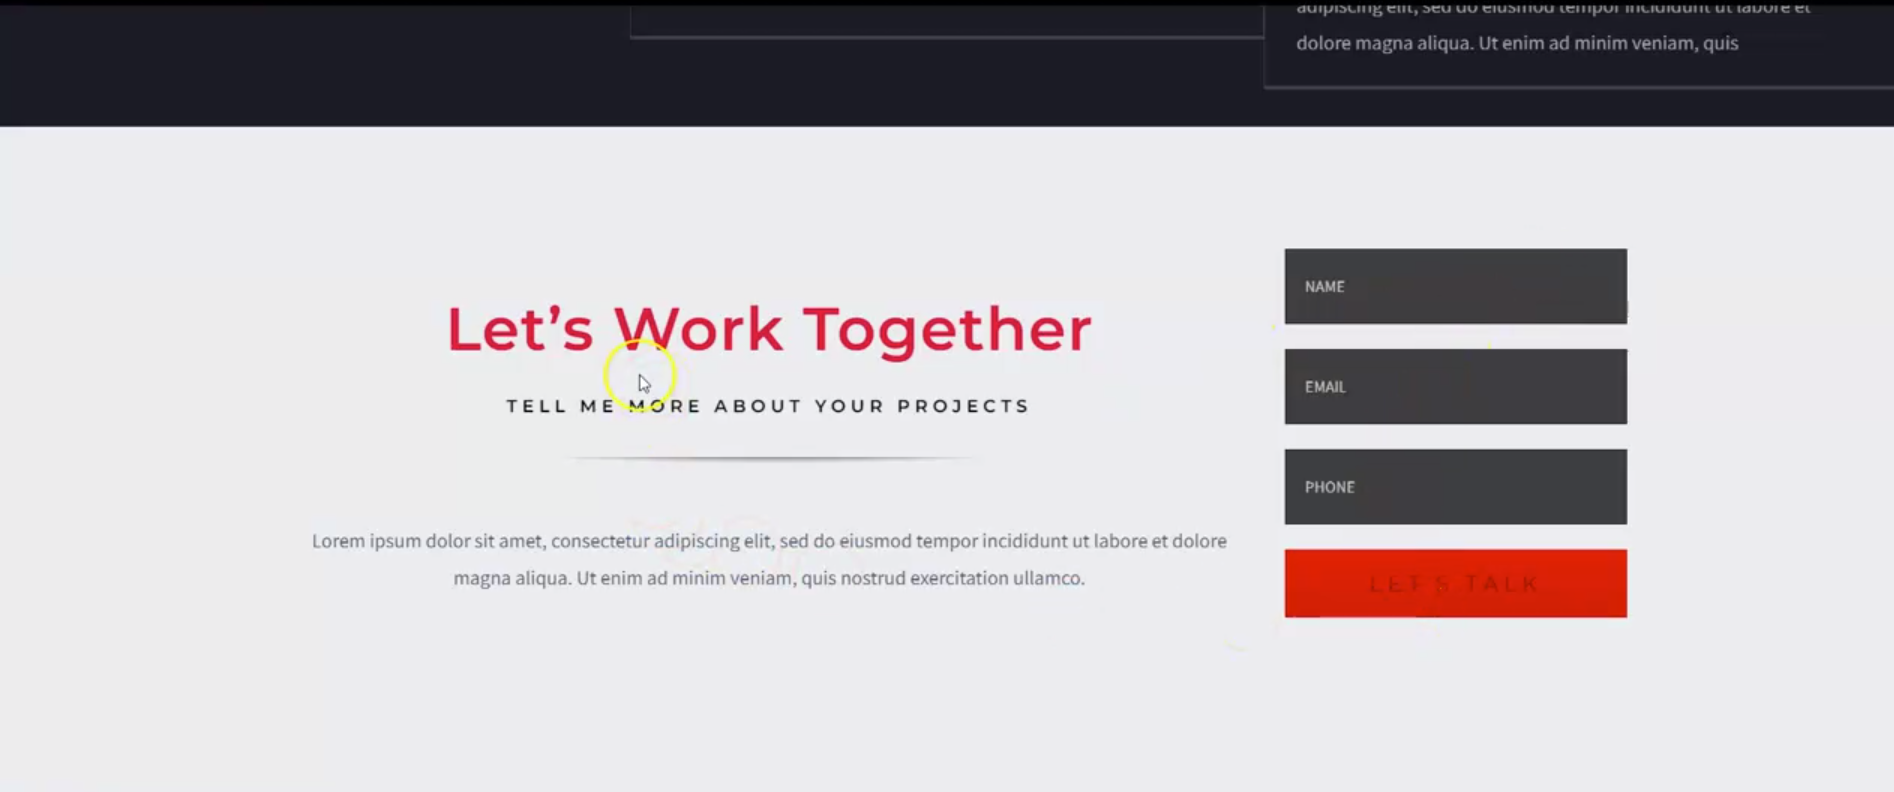 adipiscing elit, sed do eiusmod tempor incididunt ut labore et
dolore magna aliqua. Ut enim ad minim veniam, quis
Let’s Work Together
TELL ME MORE ABOUT YOUR PROJECTS
Lorem ipsum dolor sit amet, consectetur adipiscing elit, sed do eiusmod tempor incididunt ut labore et dolore
magna aliqua. Ut enim ad minim veniam, quis nostrud exercitation ullamco.
NAME
EMAIL
PHONE
LET'S TALK